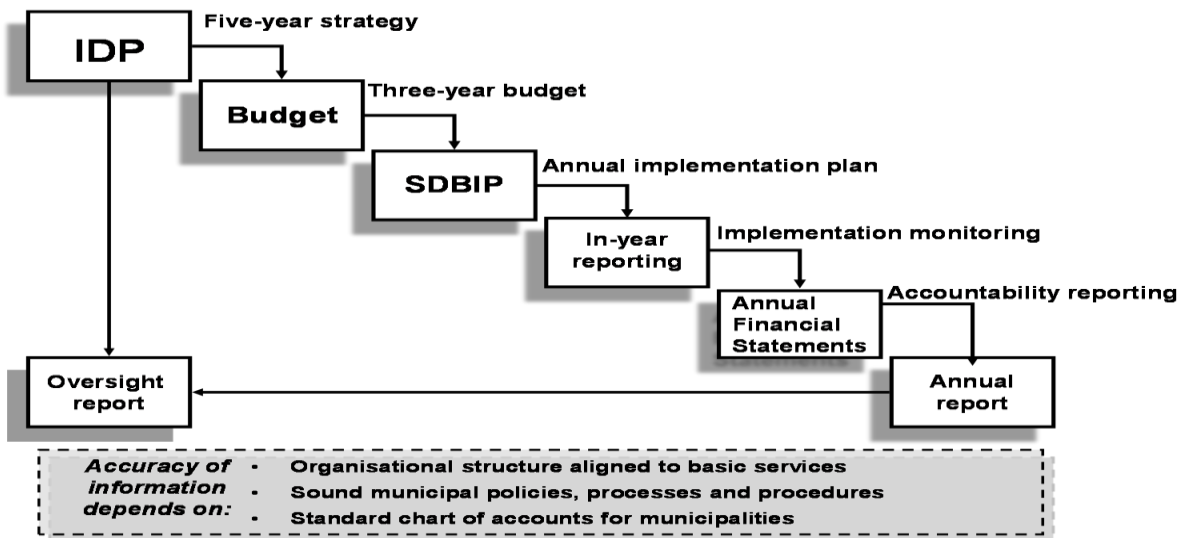 IDP
Five-year strategy
Budget
Three-year budget
SDBIP
Annual implementation plan
In-year
reporting
Implementation monitoring
Annual
Financial
Statements
Accountability reporting
Annual
report
Oversight
report
Accuracy of
information
depends on:
• Organisational structure aligned to basic services
• Sound municipal policies, processes and procedures
• Standard chart of accounts for municipalities